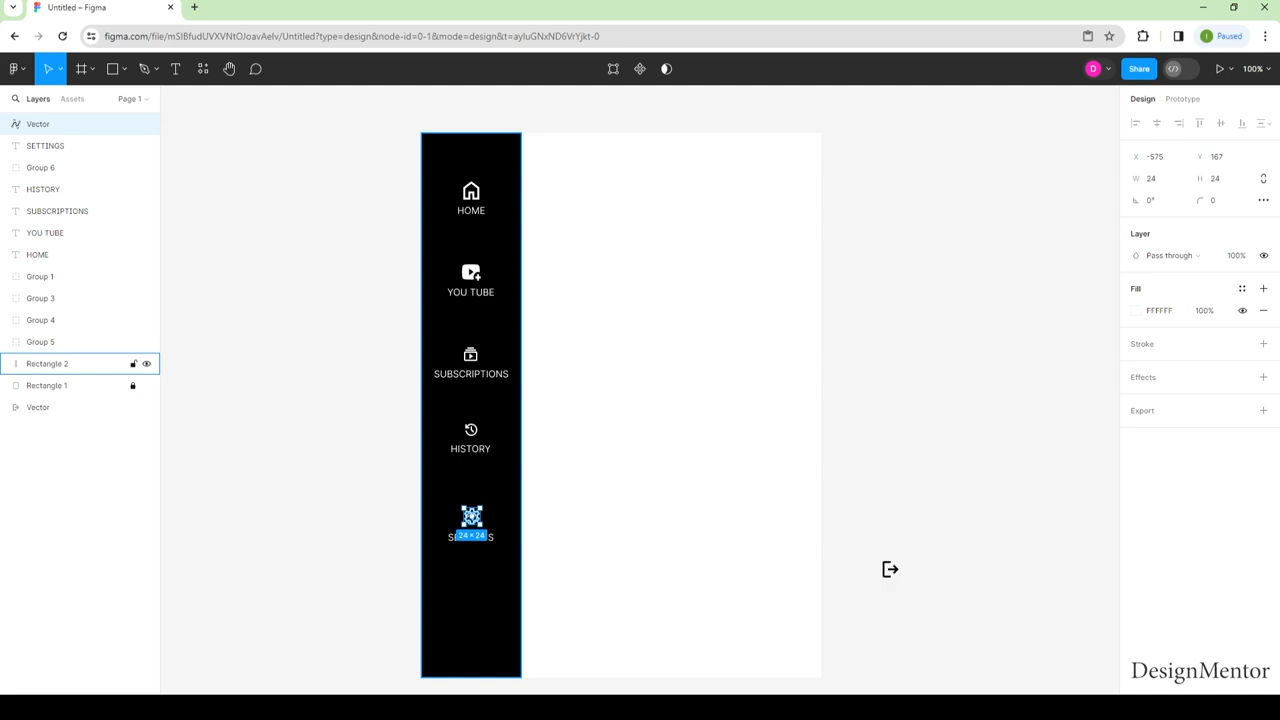 Untitled – Figma
figma.com/file/mSIBfudUVXVNtOJoavAelv/Untitled?type=design&node-id=0-1&mode=design&t=ayIuGNxND6VrYjkt-0
I
Paused
D
Share
100%
Layers
Assets
Page 1
Vector
SETTINGS
Group 6
HISTORY
SUBSCRIPTIONS
YOU TUBE
HOME
Group 1
Group 3
Group 4
Group 5
Rectangle 2
Rectangle 1
Vector
HOME
YOU TUBE
SUBSCRIPTIONS
HISTORY
24 × 24
Design
Prototype
X -575
Y 167
W 24
H 24
0°
0
Layer
Pass through
100%
Fill
FFFFFF
100%
Stroke
Effects
Export
DesignMentor